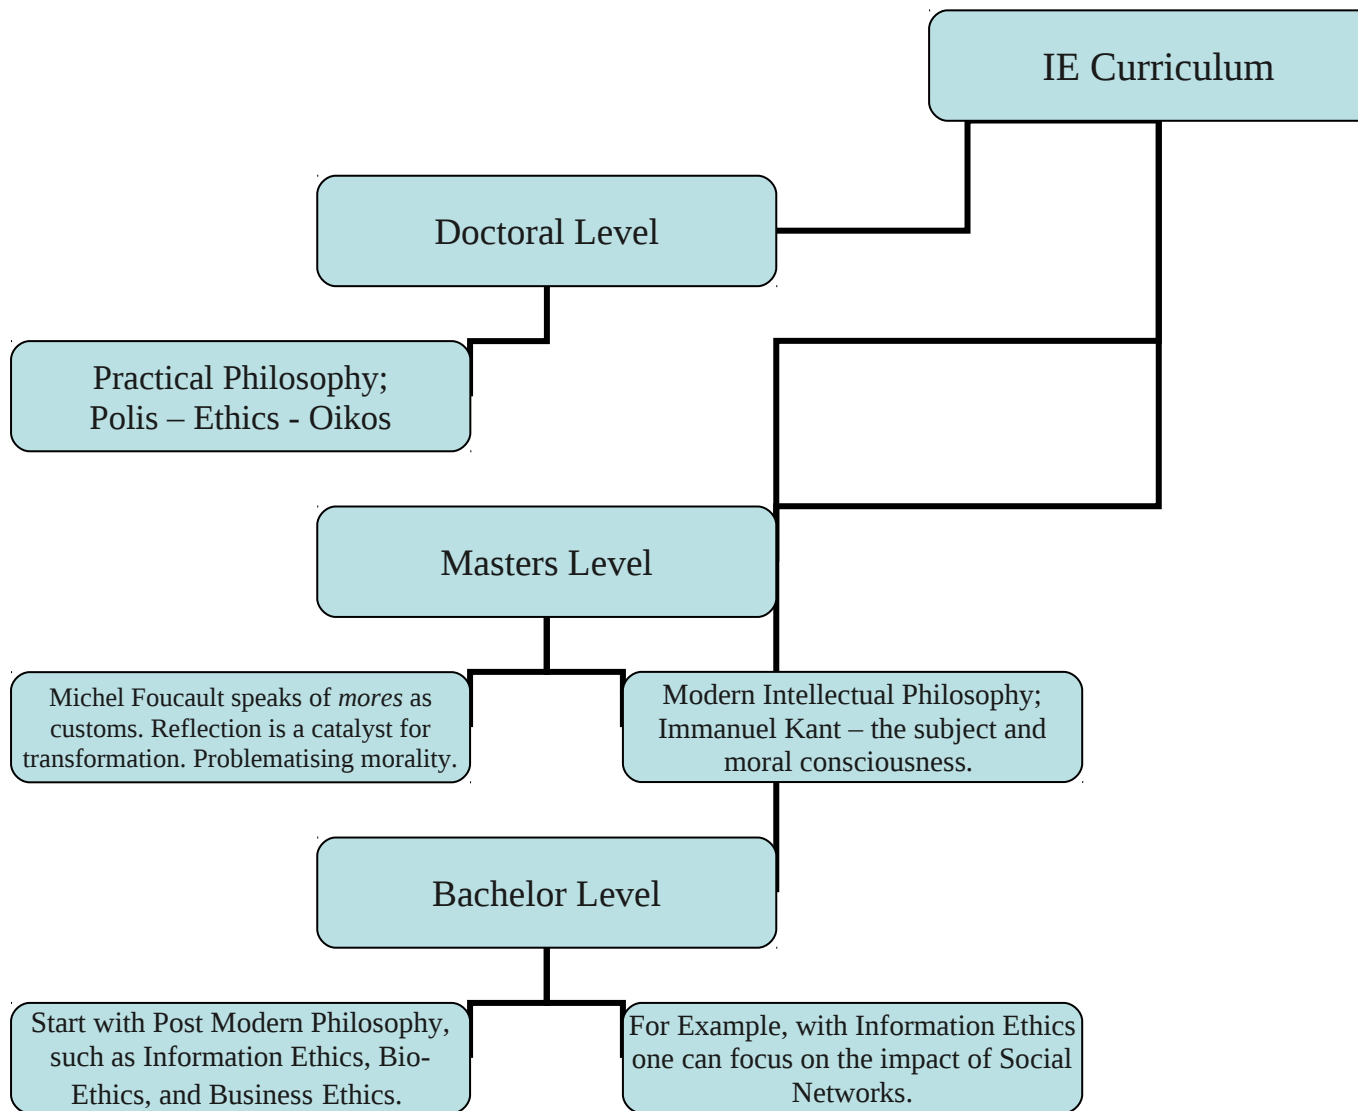 IE Curriculum
Doctoral Level
Practical Philosophy;
Polis – Ethics - Oikos
Masters Level
Michel Foucault speaks of mores as
customs. Reflection is a catalyst for
transformation. Problematising morality.
Modern Intellectual Philosophy;
Immanuel Kant – the subject and
moral consciousness.
Bachelor Level
Start with Post Modern Philosophy,
such as Information Ethics, Bio-
Ethics, and Business Ethics.
For Example, with Information Ethics
one can focus on the impact of Social
Networks.